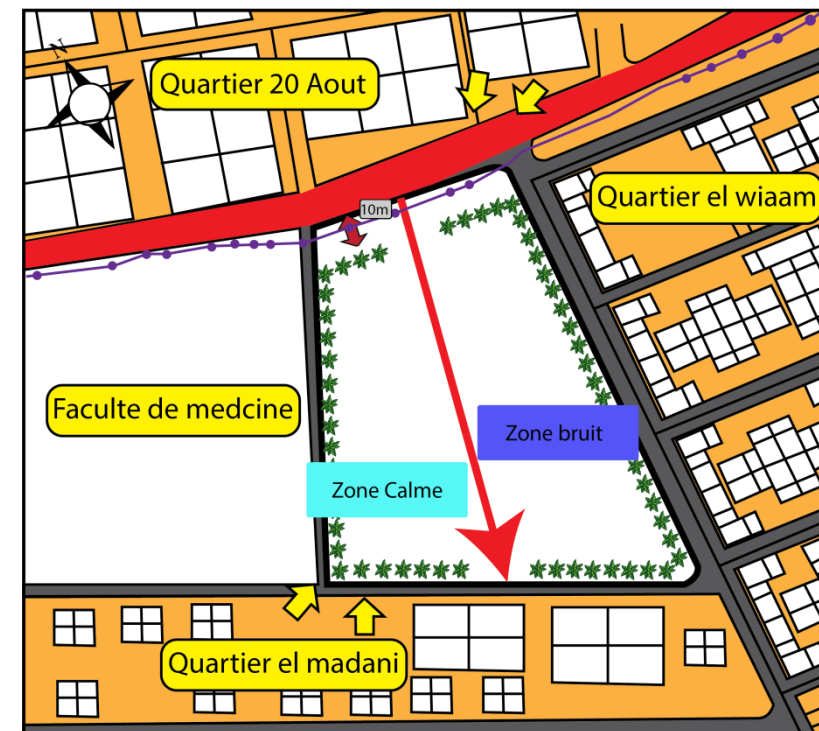 N
Quartier 20 Aout
Quartier el wiaam
10m
Faculte de medcine
Zone bruit
Zone Calme
Quartier el madani